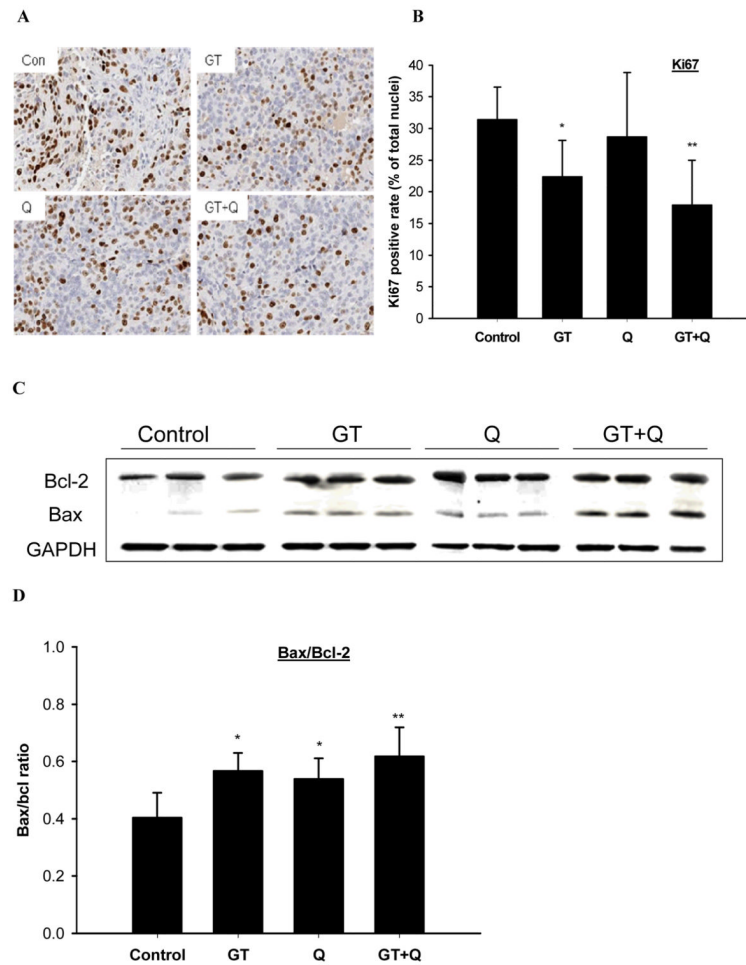 A
Con
GT
Q
GT+Q
B
Ki67
Ki67 positive rate (% of total nuclei)
40
35
30
25
20
15
10
5
0
*
**
Control GT Q GT+Q
C
Control GT Q GT+Q
Bcl-2
Bax
GAPDH
D
Bax/Bcl-2
Bax/bcl ratio
1.0
0.8
0.6
0.4
0.2
0.0
*
*
**
Control GT Q GT+Q